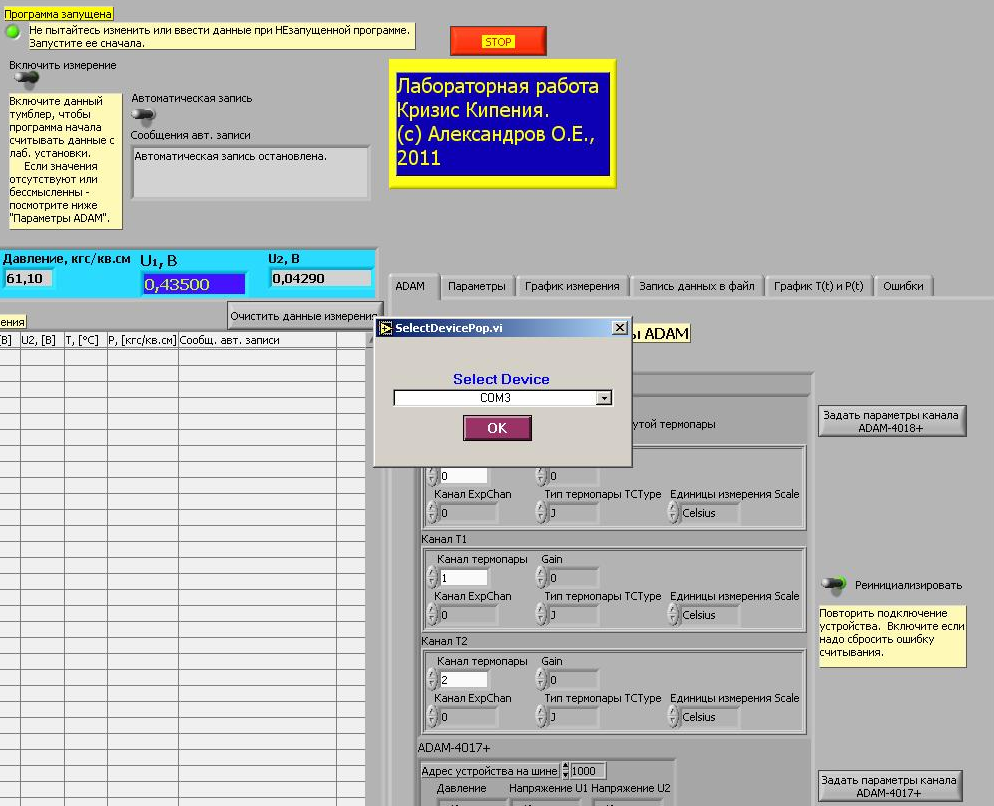 Программа запущена
Не пытайтесь изменить или ввести данные при НЕзапущенной программе.
Запустите ее сначала.
STOP
Включить измерение
Включите данный
тумблер, чтобы
программа начала
считывать данные с
лаб. установки.
Если значения
отсутствуют или
бессмысленны -
посмотрите ниже
"Параметры ADAM".
Автоматическая запись
Сообщения авт. записи
Автоматическая запись остановлена.
Лабораторная работа
Кризис Кипения.
(c) Александров О.Е.,
2011
Давление, кгс/кв.см U1, В U2, В
61,10 0,43500 0,04290
Очистить данные измерения
ения
[В] U2, [В] T, [°C] P, [кгс/кв.см] Сообщ. авт. записи
ADAM Параметры График измерения Запись данных в файл График T(t) и P(t) Ошибки
SelectDevicePop.vi
Select Device
COM3
OK
ы ADAM
утой термопары
Задать параметры канала
ADAM-4018+
0 0
Канал ExpChan Тип термопары TCType Единицы измерения Scale
0 J Celsius
Канал T1
Канал термопары Gain
1 0
Канал ExpChan Тип термопары TCType Единицы измерения Scale
0 J Celsius
Канал T2
Канал термопары Gain
2 0
Канал ExpChan Тип термопары TCType Единицы измерения Scale
0 J Celsius
Реинициализировать
Повторить подключение
устройства. Включите если
надо сбросить ошибку
считывания.
ADAM-4017+
Адрес устройства на шине 1000
Давление Напряжение U1 Напряжение U2
Задать параметры канала
ADAM-4017+